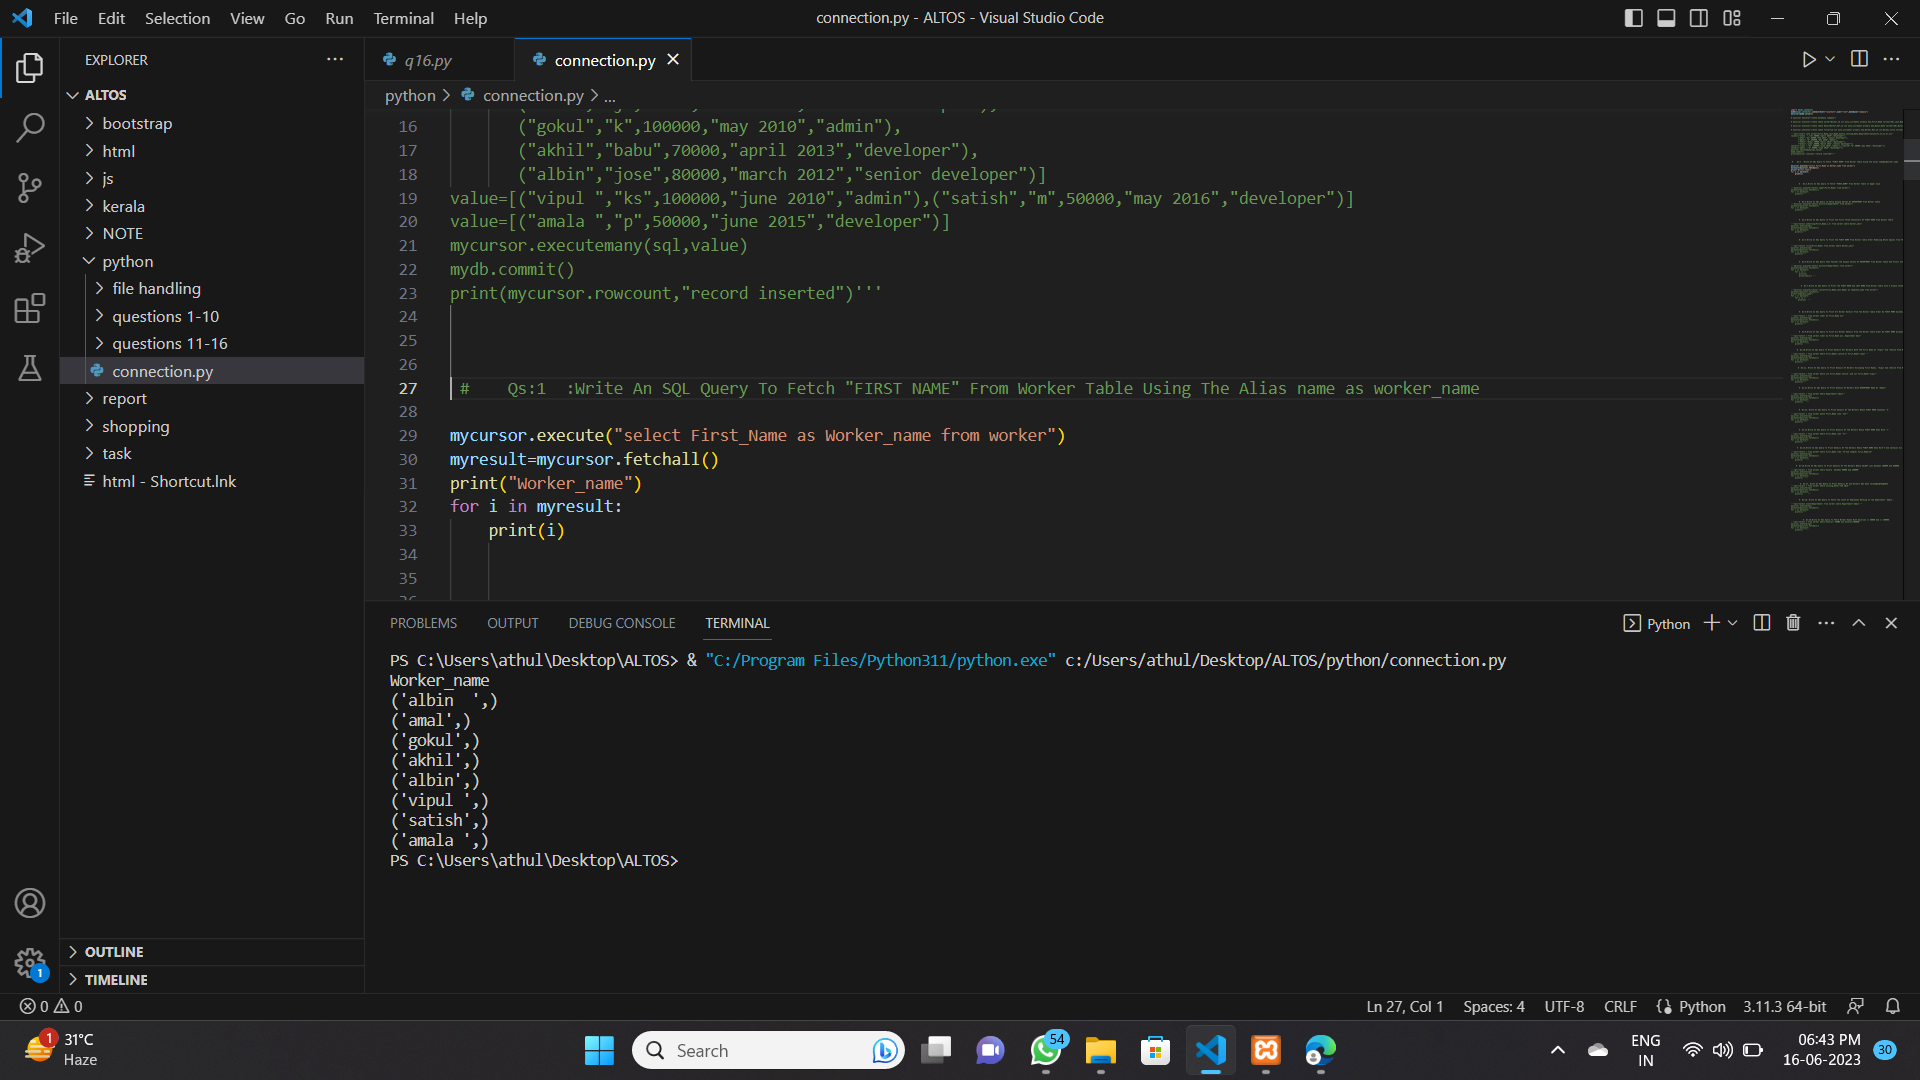 File Edit Selection View Go Run Terminal Help
connection.py - ALTOS - Visual Studio Code
EXPLORER
ALTOS
bootstrap
html
js
kerala
NOTE
python
file handling
questions 1-10
questions 11-16
connection.py
report
shopping
task
html - Shortcut.lnk
OUTLINE
TIMELINE
q16.py
connection.py
python > connection.py > ...
16 ("gokul","k",100000,"may 2010","admin"),
17 ("akhil","babu",70000,"april 2013","developer"),
18 ("albin","jose",80000,"march 2012","senior developer")]
19 value=[("vipul ","ks",100000,"june 2010","admin"),("satish","m",50000,"may 2016","developer")]
20 value=[("amala ","p",50000,"june 2015","developer")]
21 mycursor.executemany(sql,value)
22 mydb.commit()
23 print(mycursor.rowcount,"record inserted")'''
24
25
26
27 #    Qs:1  :Write An SQL Query To Fetch "FIRST NAME" From Worker Table Using The Alias name as worker_name
28
29 mycursor.execute("select First_Name as Worker_name from worker")
30 myresult=mycursor.fetchall()
31 print("Worker_name")
32 for i in myresult:
33     print(i)
34
35
PROBLEMS OUTPUT DEBUG CONSOLE TERMINAL
Python
PS C:\Users\athul\Desktop\ALTOS> & "C:/Program Files/Python311/python.exe" c:/Users/athul/Desktop/ALTOS/python/connection.py
Worker_name
('albin  ',)
('amal',)
('gokul',)
('akhil',)
('albin',)
('vipul ',)
('satish',)
('amala ',)
PS C:\Users\athul\Desktop\ALTOS>
1
0 0
Ln 27, Col 1 Spaces: 4 UTF-8 CRLF Python 3.11.3 64-bit
1
31°C
Haze
Search
54
ENG
IN
06:43 PM
16-06-2023
30